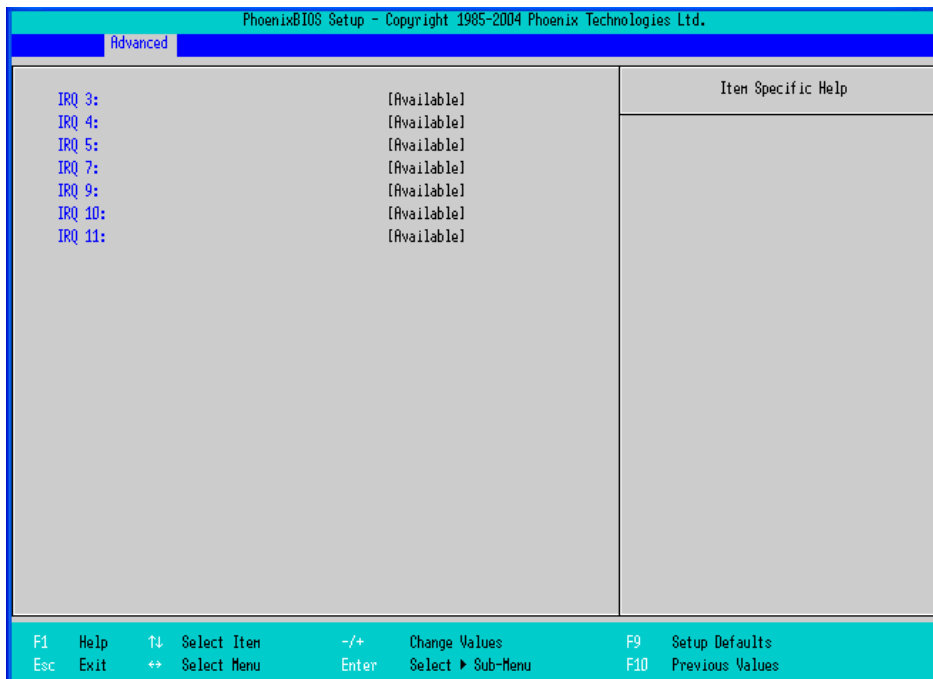 PhoenixBIOS Setup - Copyright 1985-2004 Phoenix Technologies Ltd.
Advanced
IRQ 3: [Available]
IRQ 4: [Available]
IRQ 5: [Available]
IRQ 7: [Available]
IRQ 9: [Available]
IRQ 10: [Available]
IRQ 11: [Available]
Item Specific Help
F1 Help ↑↓ Select Item -/+ Change Values F9 Setup Defaults
Esc Exit ↔ Select Menu Enter Select ▶ Sub-Menu F10 Previous Values